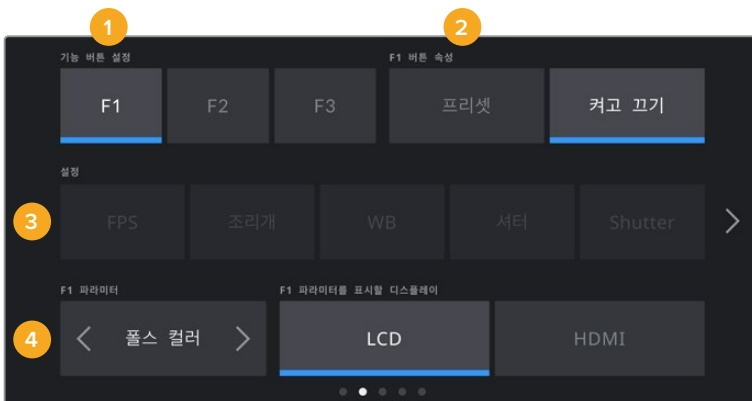 1
2
기능 버튼 설정
F1 버튼 속성
F1
F2
F3
프리셋
켜고 끄기
설정
3
FPS
조리개
WB
셔터
Shutter
F1 파라미터
F1 파라미터를 표시할 디스플레이
4
폴스 컬러
LCD
HDMI